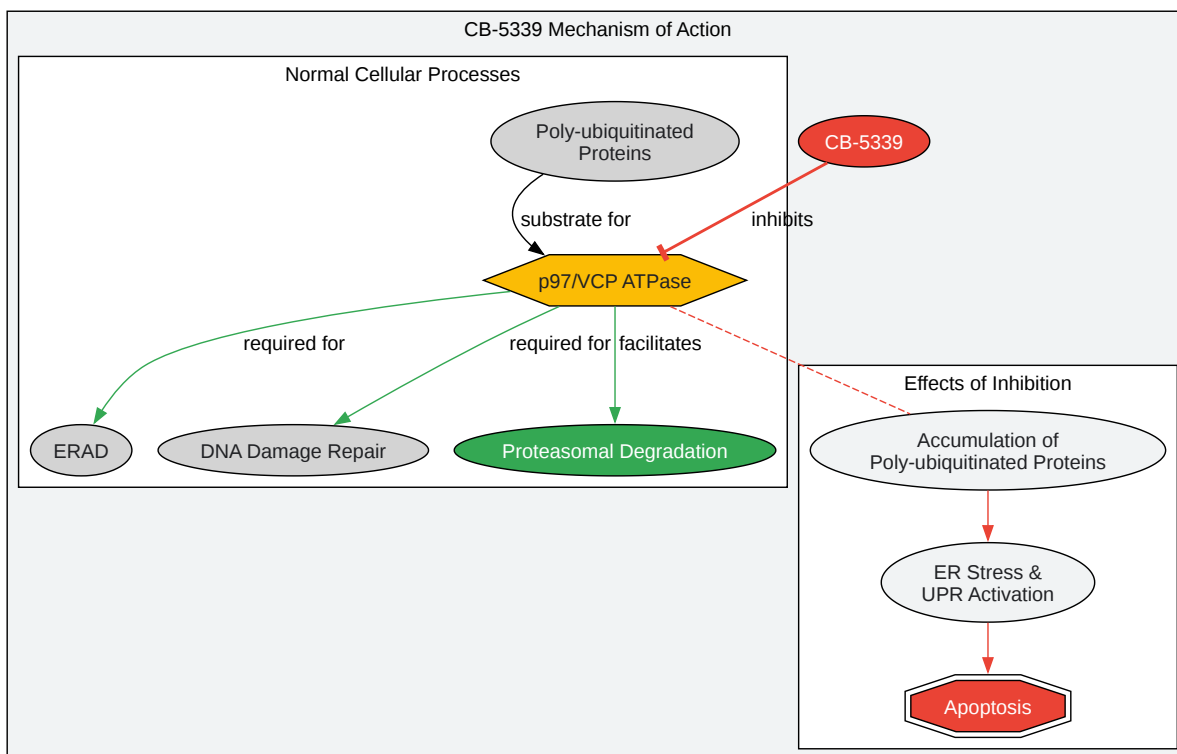 CB-5339 Mechanism of Action
Normal Cellular Processes
Poly-ubiquitinated
Proteins
CB-5339
substrate for
inhibits
p97/VCP ATPase
required for
required for
facilitates
Effects of Inhibition
ERAD
DNA Damage Repair
Proteasomal Degradation
Accumulation of
Poly-ubiquitinated Proteins
ER Stress &
UPR Activation
Apoptosis